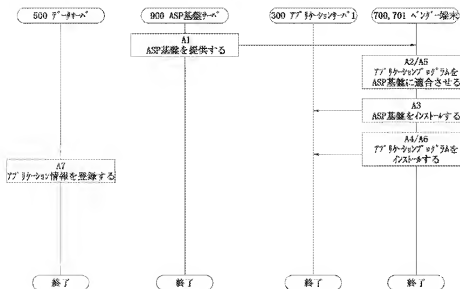 500 データサーバ
900 ASP基盤サーバ
300 アプリケーションサーバ1
700,701 ベンダー端末
A1
ASP基盤を提供する
A2/A5
アプリケーションプログラムを
ASP基盤に適合させる
A3
ASP基盤をインストールする
A4/A6
アプリケーションプログラムを
インストールする
A7
アプリケーション情報を登録する
終了
終了
終了
終了